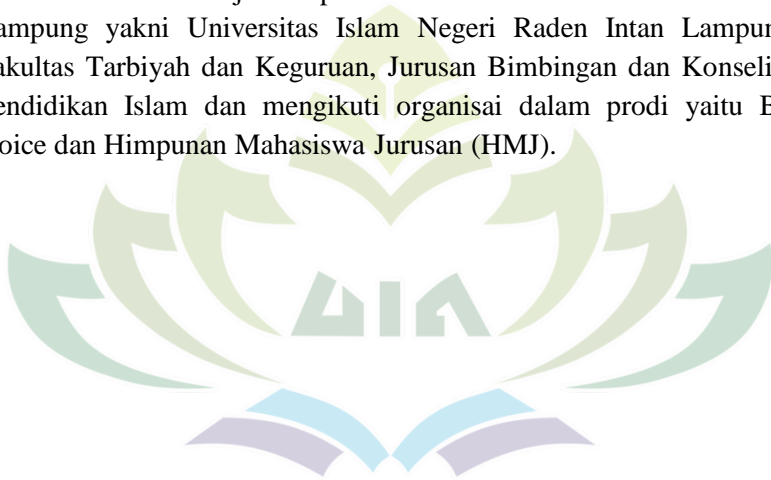 ampung yakni Universitas Islam Negeri Raden Intan Lampun
akultas Tarbiyah dan Keguruan, Jurusan Bimbingan dan Konseli
endidikan Islam dan mengikuti organisai dalam prodi yaitu B
oice dan Himpunan Mahasiswa Jurusan (HMJ).
UIN